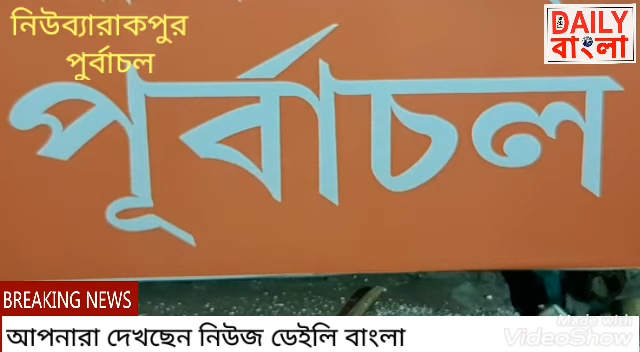 নিউব্যারাকপুর
পুর্বাচল
DAILY
বাংলা
পূর্বাচল
BREAKING NEWS
আপনারা দেখছেন নিউজ ডেইলি বাংলা
Made with
VideoShow